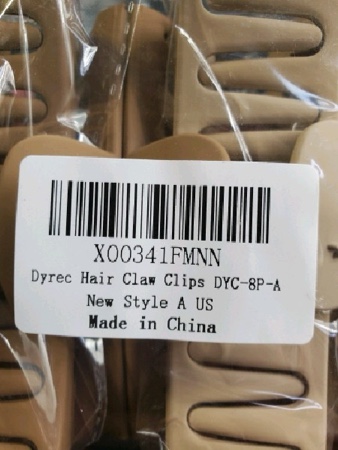 X00341FMNN
Dyrec Hair Claw Clips DYC-8P-A
New Style A US
Made in China